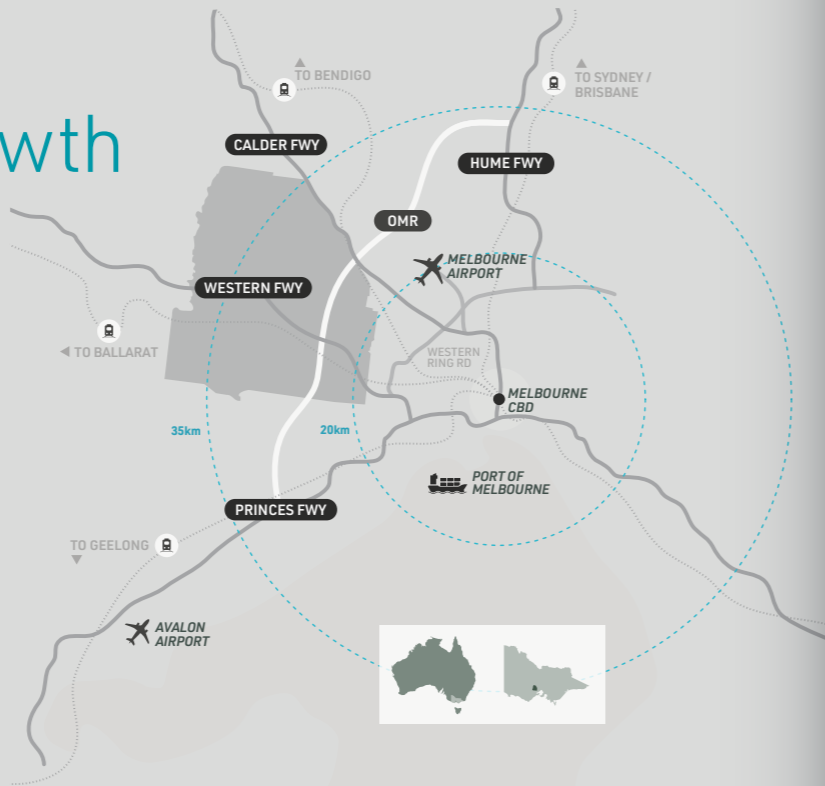 wth
TO BENDIGO
TO SYDNEY /
BRISBANE
CALDER FWY
HUME FWY
OMR
MELBOURNE
AIRPORT
WESTERN FWY
TO BALLARAT
WESTERN
RING RD
MELBOURNE
CBD
35km
20km
PORT OF
MELBOURNE
PRINCES FWY
TO GEELONG
AVALON
AIRPORT